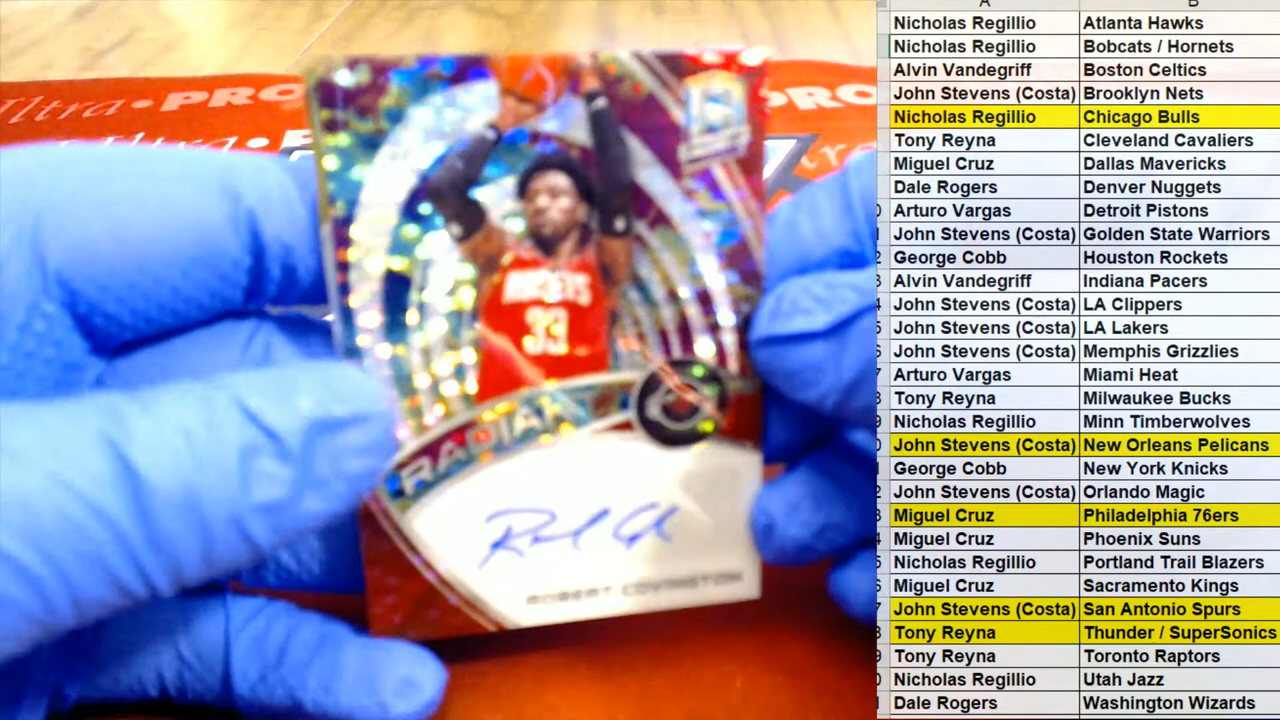 Ultra • PRO
PRO
ROCKETS
33
RADIANT
ROBERT COVINGTON
A B
Nicholas Regillio Atlanta Hawks
Nicholas Regillio Bobcats / Hornets
Alvin Vandegriff Boston Celtics
John Stevens (Costa) Brooklyn Nets
Nicholas Regillio Chicago Bulls
Tony Reyna Cleveland Cavaliers
Miguel Cruz Dallas Mavericks
Dale Rogers Denver Nuggets
Arturo Vargas Detroit Pistons
John Stevens (Costa) Golden State Warriors
George Cobb Houston Rockets
Alvin Vandegriff Indiana Pacers
John Stevens (Costa) LA Clippers
John Stevens (Costa) LA Lakers
John Stevens (Costa) Memphis Grizzlies
Arturo Vargas Miami Heat
Tony Reyna Milwaukee Bucks
Nicholas Regillio Minn Timberwolves
John Stevens (Costa) New Orleans Pelicans
George Cobb New York Knicks
John Stevens (Costa) Orlando Magic
Miguel Cruz Philadelphia 76ers
Miguel Cruz Phoenix Suns
Nicholas Regillio Portland Trail Blazers
Miguel Cruz Sacramento Kings
John Stevens (Costa) San Antonio Spurs
Tony Reyna Thunder / SuperSonics
Tony Reyna Toronto Raptors
Nicholas Regillio Utah Jazz
Dale Rogers Washington Wizards